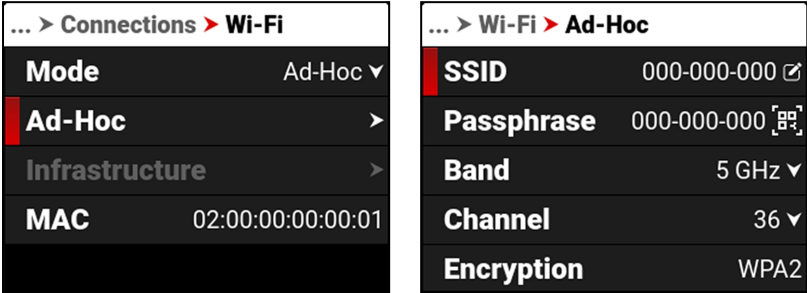 ... > Connections > Wi-Fi
Mode Ad-Hoc
Ad-Hoc >
Infrastructure >
MAC 02:00:00:00:00:01
... > Wi-Fi > Ad-Hoc
SSID 000-000-000
Passphrase 000-000-000
Band 5 GHz
Channel 36
Encryption WPA2